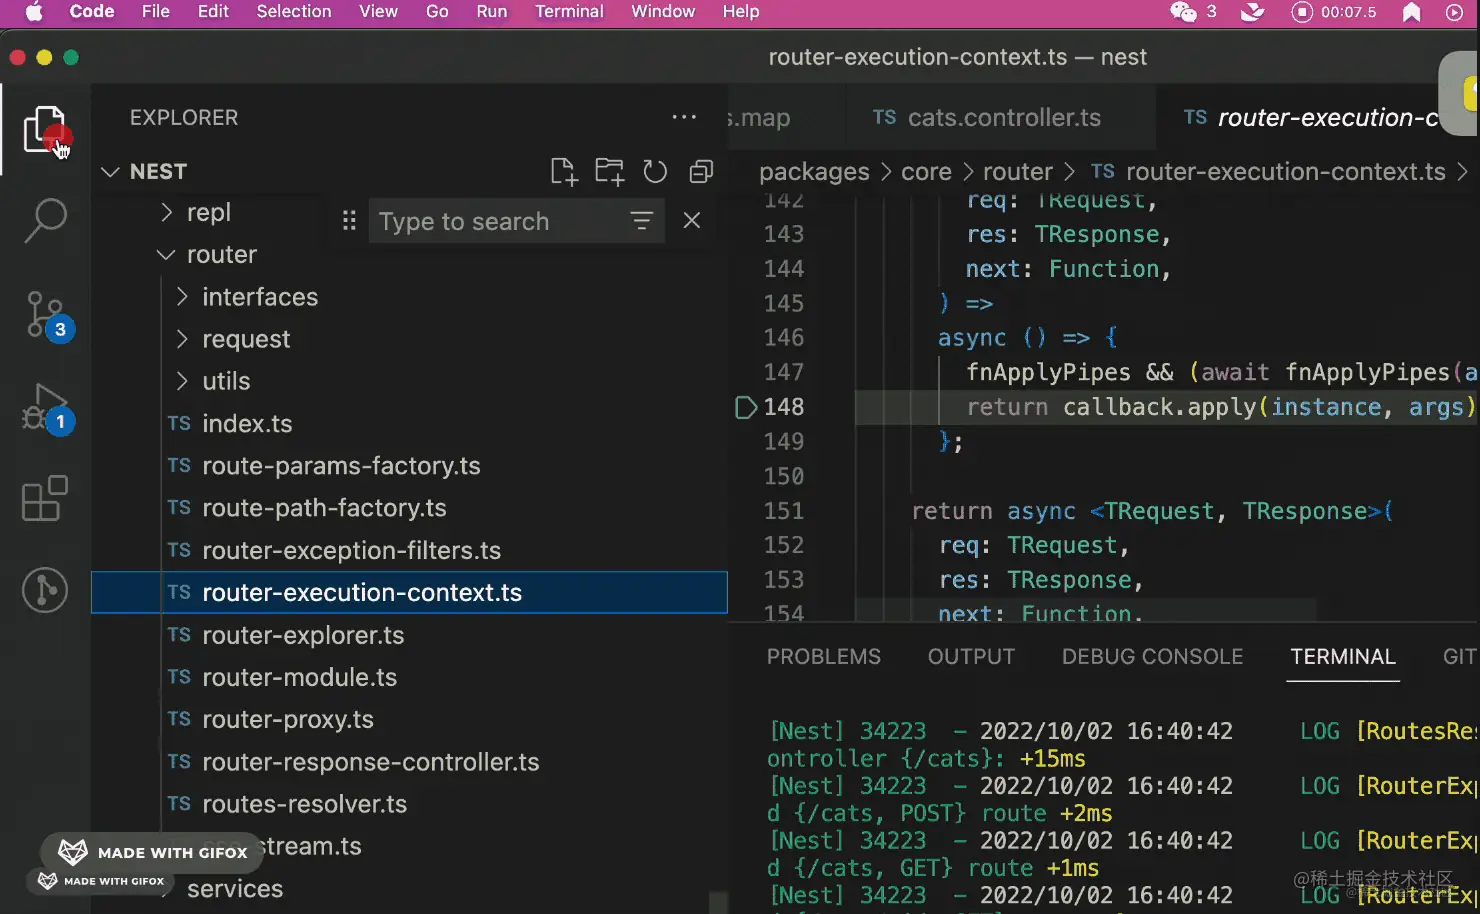 Code File Edit Selection View Go Run Terminal Window Help 3 00:07.5
router-execution-context.ts — nest
EXPLORER
NEST
repl
Type to search
router
interfaces
request
utils
TS index.ts
TS route-params-factory.ts
TS route-path-factory.ts
TS router-exception-filters.ts
TS router-execution-context.ts
TS router-explorer.ts
TS router-module.ts
TS router-proxy.ts
TS router-response-controller.ts
TS routes-resolver.ts
stream.ts
services
3
1
MADE WITH GIFOX
MADE WITH GIFOX
s.map TS cats.controller.ts TS router-execution-c
packages > core > router > TS router-execution-context.ts >
142 req: TRequest,
143 res: TResponse,
144 next: Function,
145 ) =>
146 async () => {
147 fnApplyPipes && (await fnApplyPipes(a
148 return callback.apply(instance, args)
149 };
150
151 return async <TRequest, TResponse>(
152 req: TRequest,
153 res: TResponse,
154 next: Function,
PROBLEMS OUTPUT DEBUG CONSOLE TERMINAL GIT
[Nest] 34223 - 2022/10/02 16:40:42 LOG [RoutesRes
ontroller {/cats}: +15ms
[Nest] 34223 - 2022/10/02 16:40:42 LOG [RouterExp
d {/cats, POST} route +2ms
[Nest] 34223 - 2022/10/02 16:40:42 LOG [RouterExp
d {/cats, GET} route +1ms
[Nest] 34223 - 2022/10/02 16:40:42 LOG [RouterExp
@稀土掘金技术社区